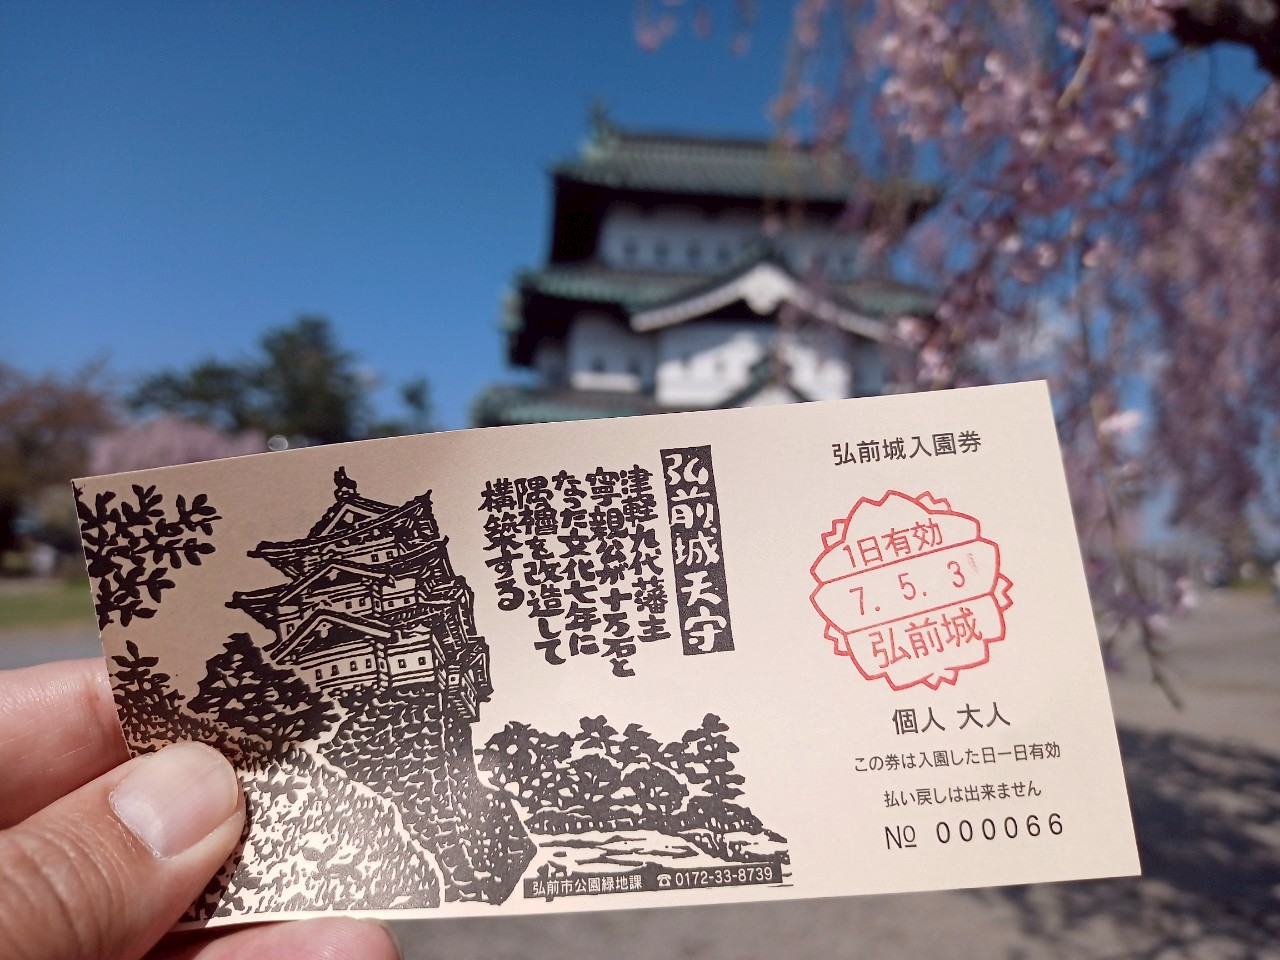 弘前城天守
津軽九代藩主
寧親公が十万石と
なった文化七年に
隅櫓を改造して
構築する
弘前市公園緑地課 ☎0172-33-8739
弘前城入園券
1日有効
7. 5. 3
弘前城
個人 大人
この券は入園した日一日有効
払い戻しは出来ません
№ 000066